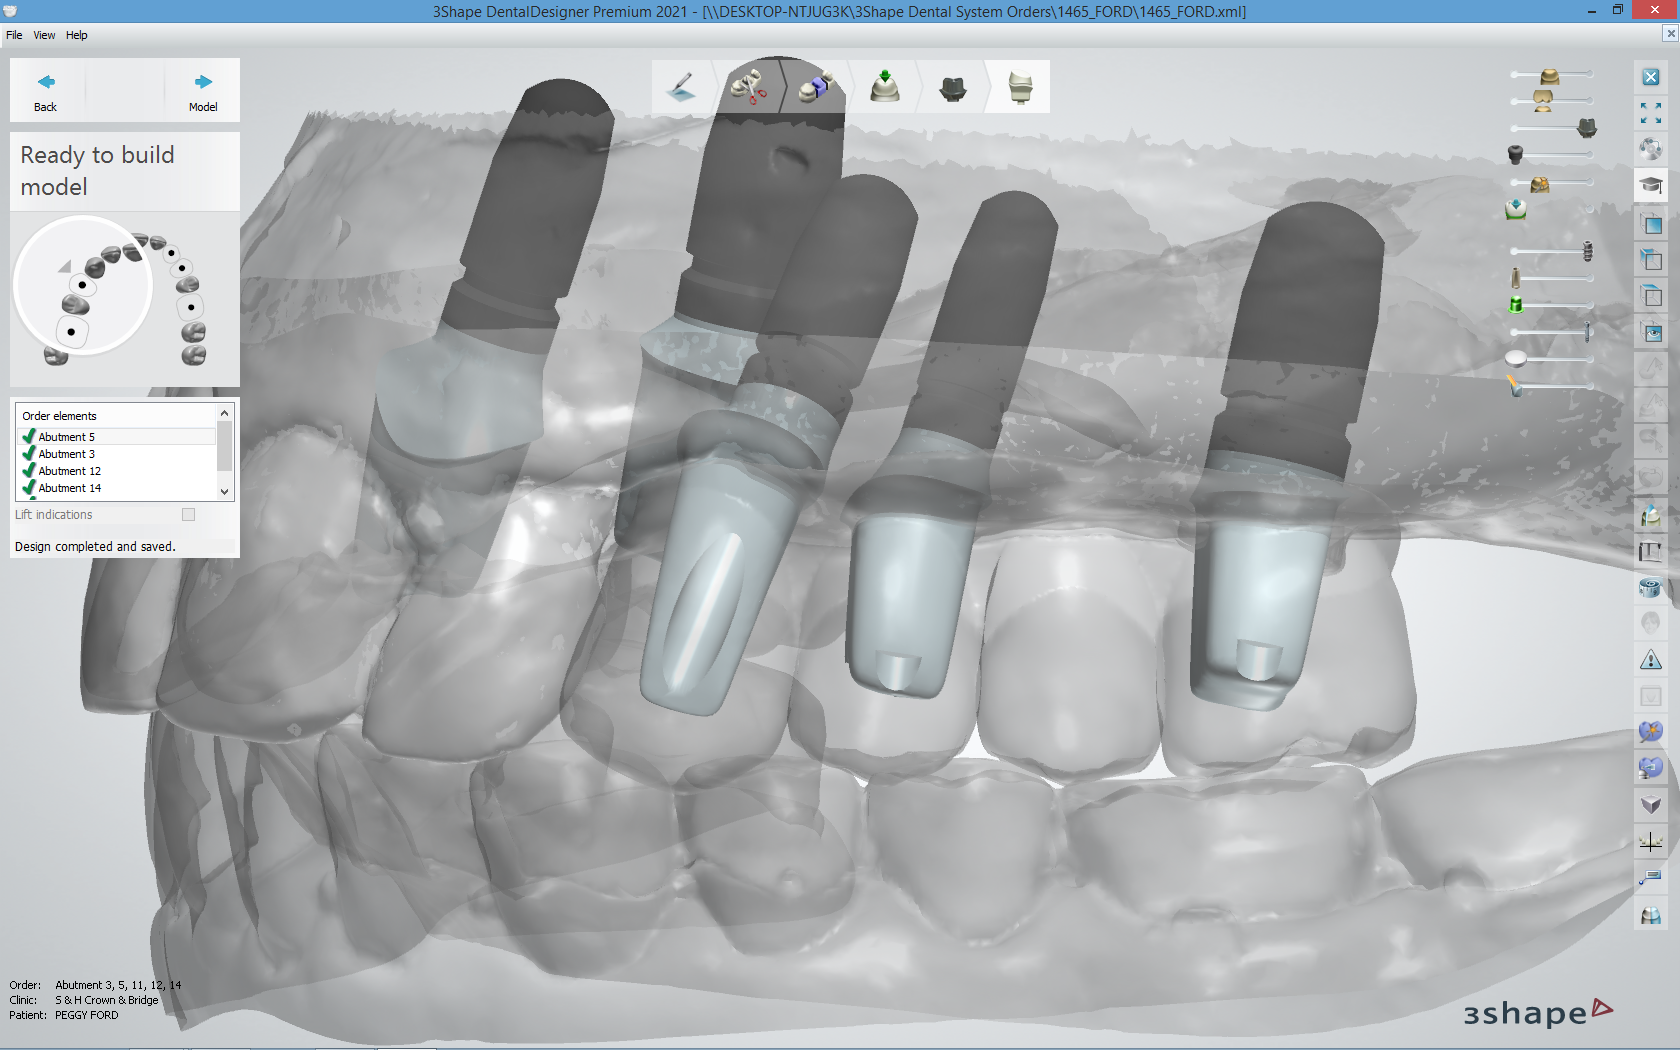 3Shape DentalDesigner Premium 2021 - [\\DESKTOP-NTJUG3K\3Shape Dental System Orders\1465_FORD\1465_FORD.xml]
File View Help
Back
Model
Ready to build
model
Order elements
Abutment 5
Abutment 3
Abutment 12
Abutment 14
Lift indications
Design completed and saved.
Order: Abutment 3, 5, 11, 12, 14
Clinic: S & H Crown & Bridge
Patient: PEGGY FORD
3shape